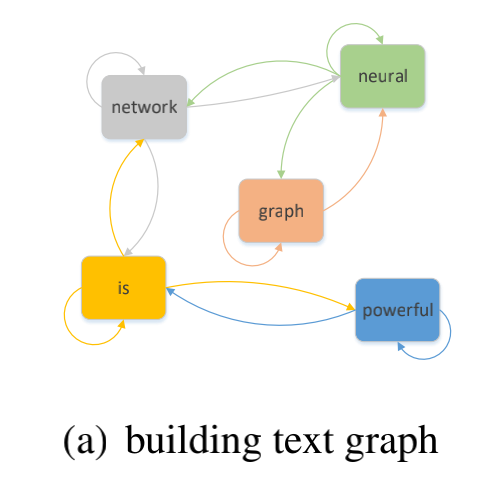 neural
network
graph
is
powerful
(a) building text graph